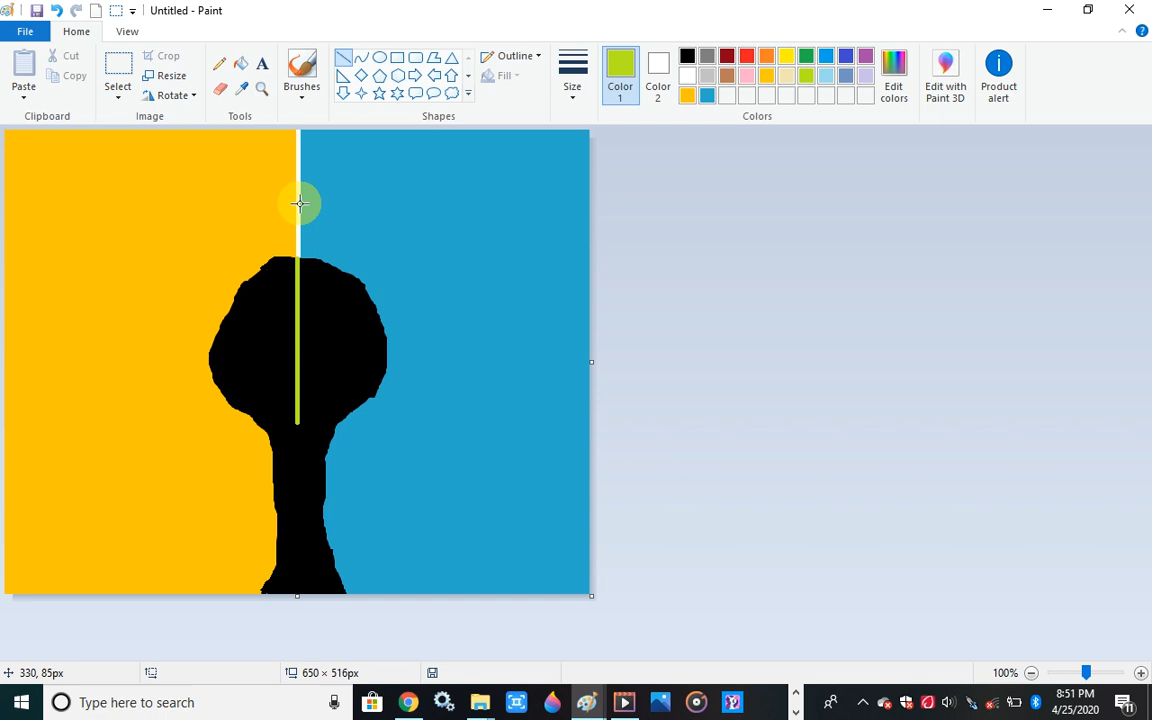 Untitled - Paint
File
Home
View
Paste
Cut
Copy
Clipboard
Select
Crop
Resize
Rotate
Image
Tools
Brushes
Outline
Fill
Shapes
Size
Color 1
Color 2
Edit colors
Colors
Edit with Paint 3D
Product alert
330, 85px
650 × 516px
100%
Type here to search
8:51 PM
4/25/2020
11